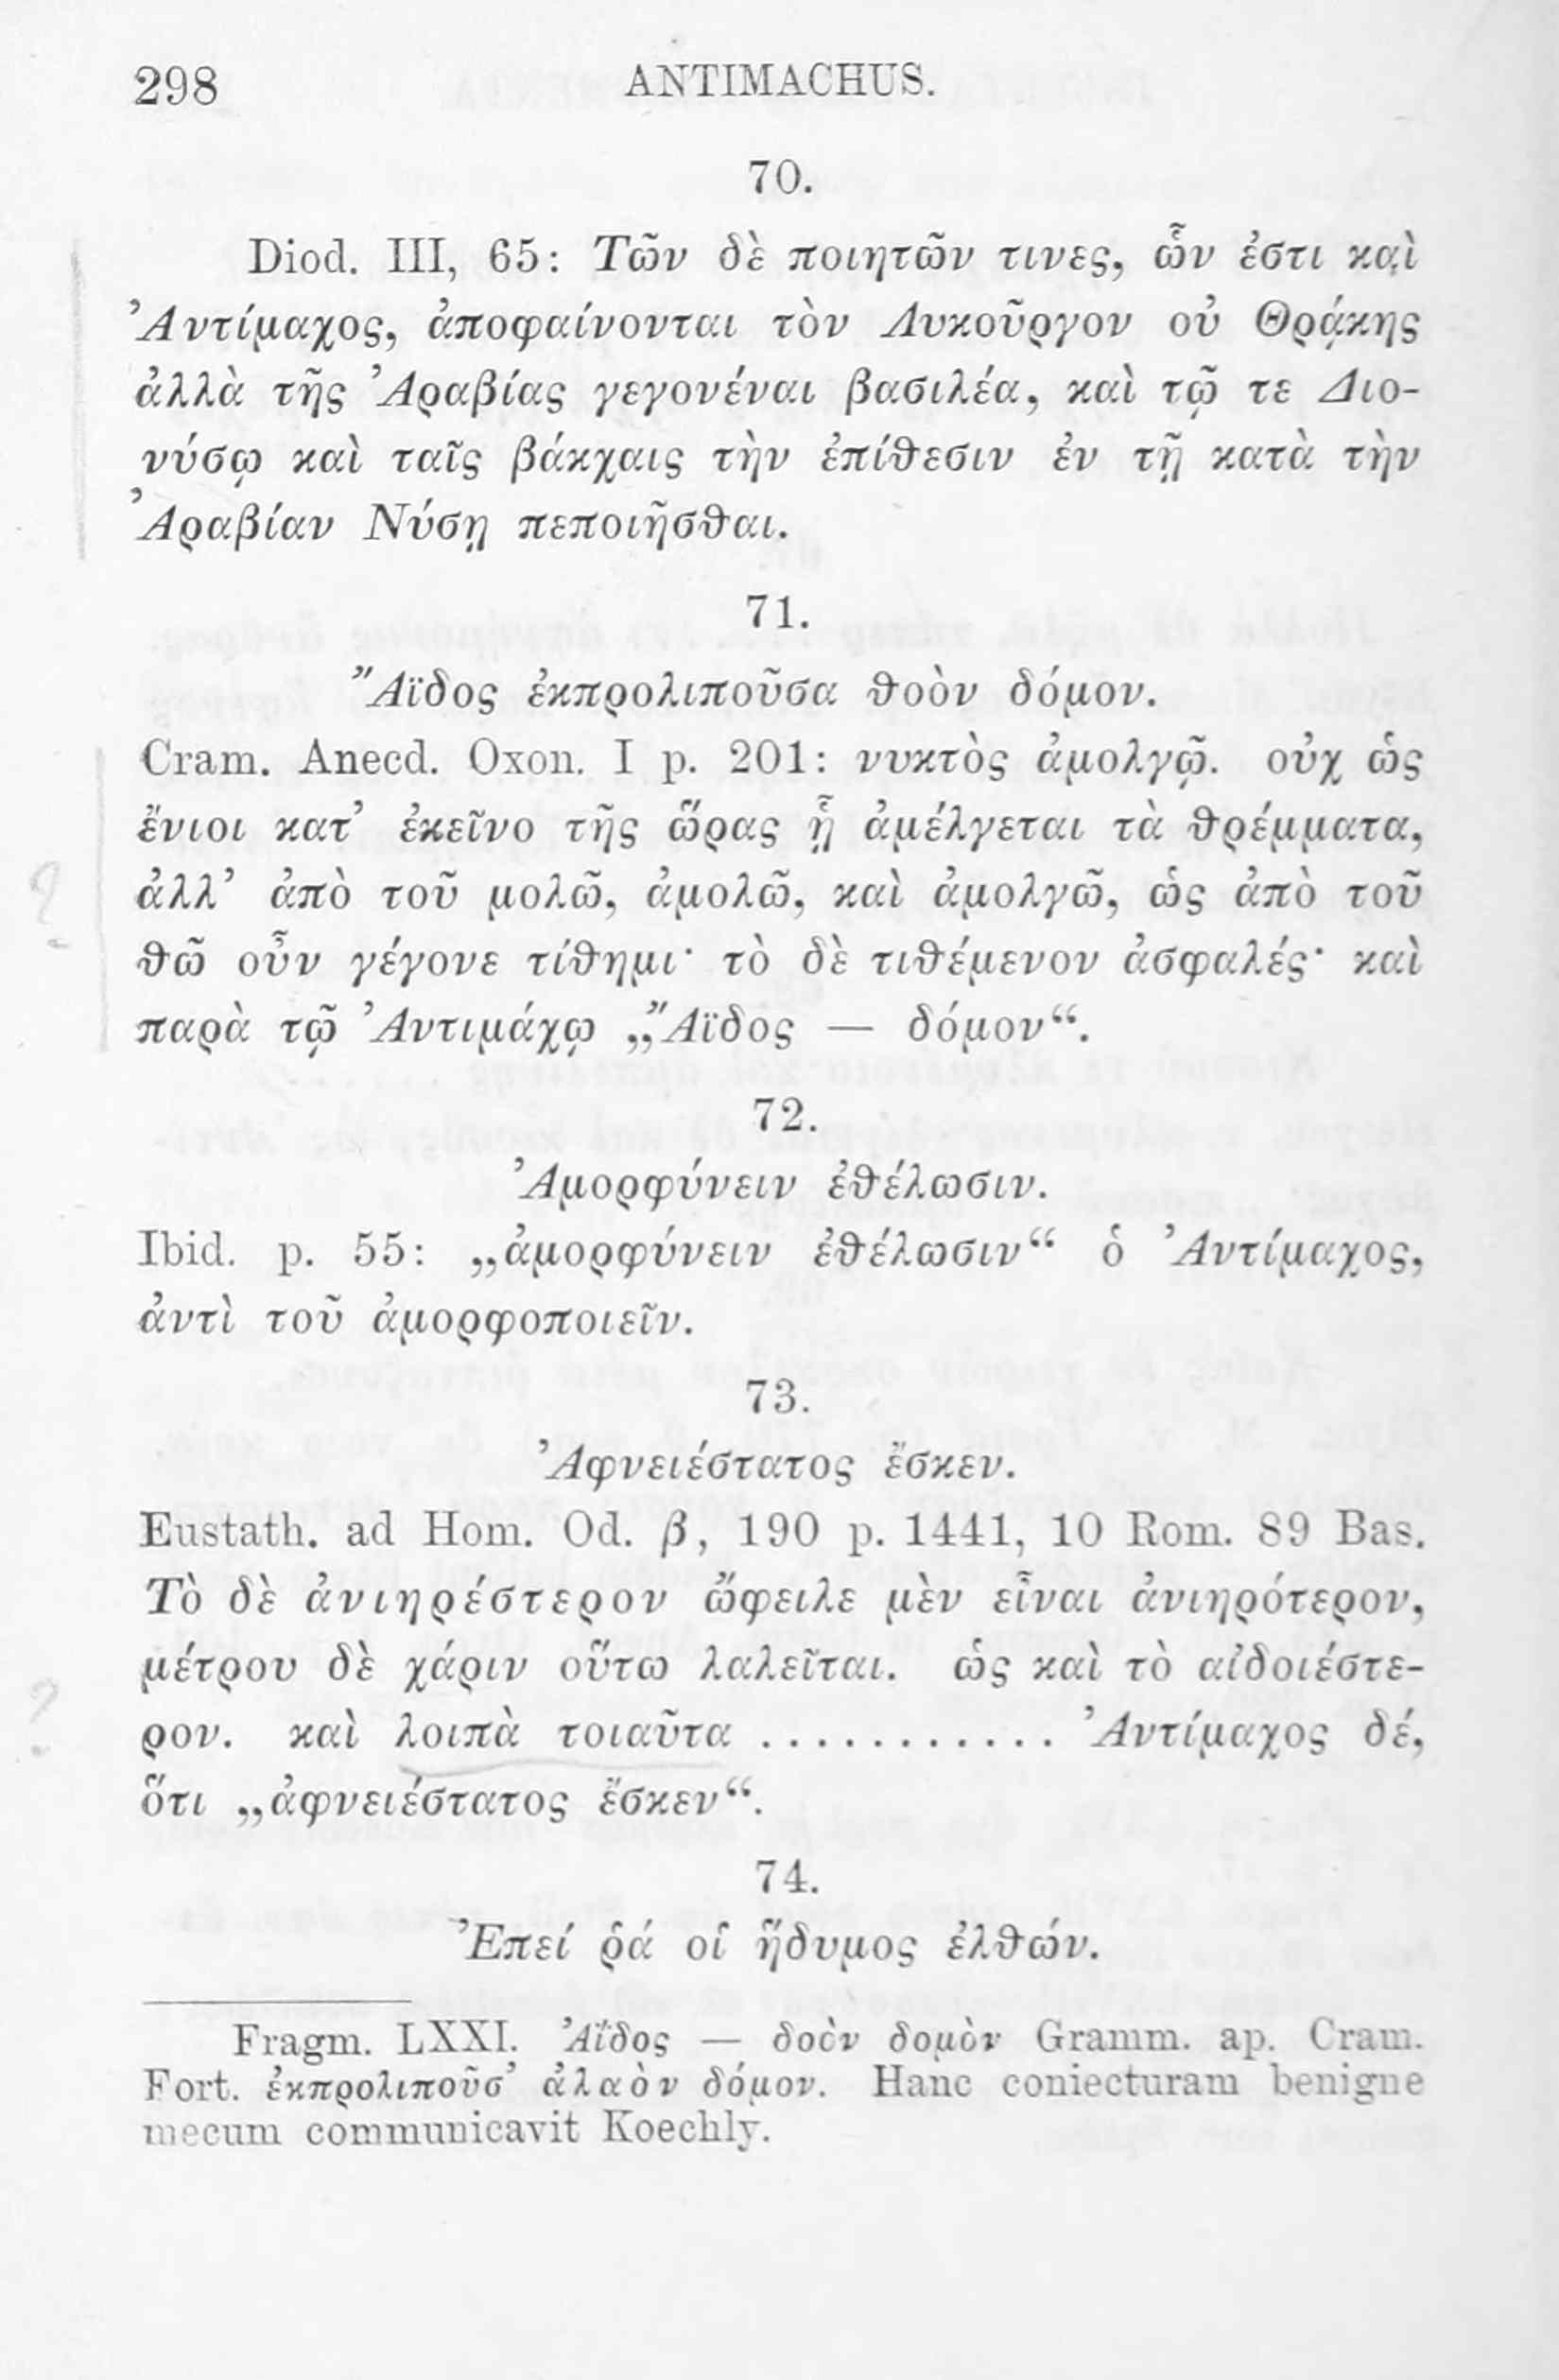 298
ANTIMACHUS.
70.
Diod. III, 65: Τῶν δὲ ποιητῶν τινες, ὧν ἐστι καὶ
Ἀντίμαχος, ἀποφαίνονται τὸν Λυκοῦργον οὐ Θρᾴκης
ἀλλὰ τῆς Ἀραβίας γεγονέναι βασιλέα, καὶ τῷ τε Διο-
νύσῳ καὶ ταῖς βάκχαις τὴν ἐπίθεσιν ἐν τῇ κατὰ τὴν
Ἀραβίαν Νύσῃ πεποιῆσθαι.
71.
Ἄϊδος ἐκπρολιποῦσα θοὸν δόμον.
Cram. Anecd. Oxon. I p. 201: νυκτὸς ἀμολγῷ. οὐχ ὡς
ἔνιοι κατ’ ἐκεῖνο τῆς ὥρας ᾗ ἀμέλγεται τὰ θρέμματα,
ἀλλ’ ἀπὸ τοῦ μολῶ, ἀμολῶ, καὶ ἀμολγῶ, ὡς ἀπὸ τοῦ
θῶ οὖν γέγονε τίθημι· τὸ δὲ τιθέμενον ἀσφαλές· καὶ
παρὰ τῷ Ἀντιμάχῳ „Ἄϊδος — δόμον“.
72.
Ἀμορφύνειν ἐθέλωσιν.
Ibid. p. 55: „ἀμορφύνειν ἐθέλωσιν“ ὁ Ἀντίμαχος,
ἀντὶ τοῦ ἀμορφοποιεῖν.
73.
Ἀφνειέστατος ἔσκεν.
Eustath. ad Hom. Od. β, 190 p. 1441, 10 Rom. 89 Bas.
Τὸ δὲ ἀνιηρέστερον ὤφειλε μὲν εἶναι ἀνιηρότερον,
μέτρου δὲ χάριν οὕτω λαλεῖται. ὡς καὶ τὸ αἰδοιέστε-
ρον. καὶ λοιπὰ τοιαῦτα ........... Ἀντίμαχος δέ,
ὅτι „ἀφνειέστατος ἔσκεν“.
74.
Ἐπεί ῥά οἱ ἥδυμος ἐλθών.
Fragm. LXXI. Ἀΐδος — δοὸν δομὸν Gramm. ap. Cram.
Fort. ἐκπρολιποῦσ’ ἀλαὸν δόμον. Hanc coniecturam benigne
mecum communicavit Koechly.